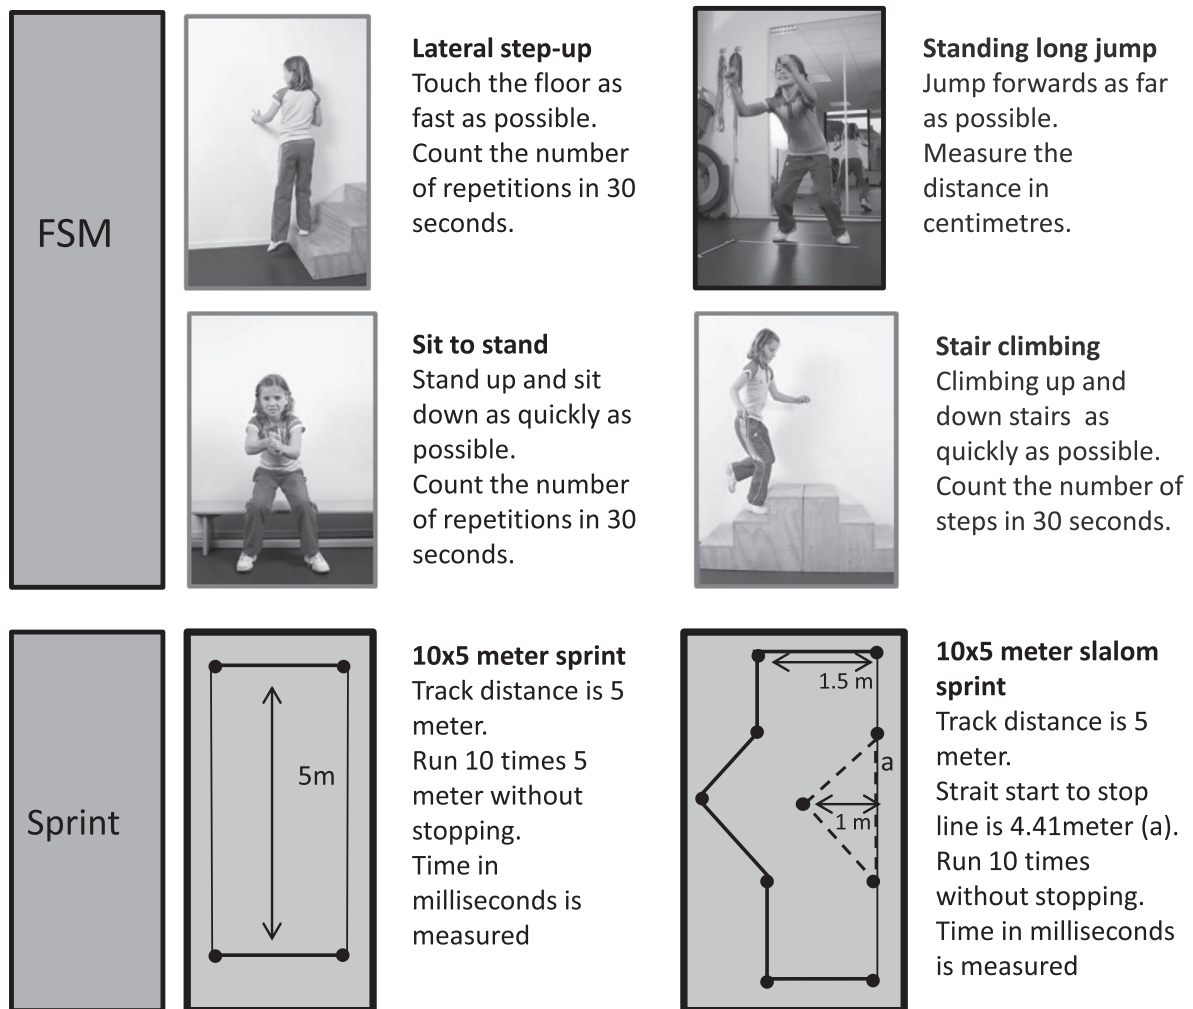 FSM
Lateral step-up
Touch the floor as
fast as possible.
Count the number
of repetitions in 30
seconds.
Standing long jump
Jump forwards as far
as possible.
Measure the
distance in
centimetres.
Sit to stand
Stand up and sit
down as quickly as
possible.
Count the number
of repetitions in 30
seconds.
Stair climbing
Climbing up and
down stairs as
quickly as possible.
Count the number of
steps in 30 seconds.
Sprint
5m
10x5 meter sprint
Track distance is 5
meter.
Run 10 times 5
meter without
stopping.
Time in
milliseconds is
measured
1.5 m
a
1 m
10x5 meter slalom
sprint
Track distance is 5
meter.
Strait start to stop
line is 4.41meter (a).
Run 10 times
without stopping.
Time in milliseconds
is measured